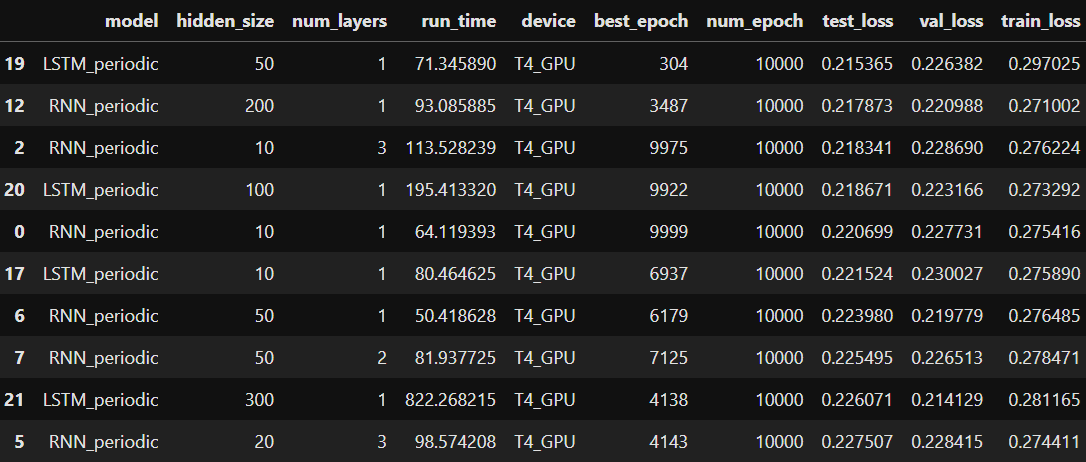 model hidden_size num_layers run_time device best_epoch num_epoch test_loss val_loss train_loss
19 LSTM_periodic 50 1 71.345890 T4_GPU 304 10000 0.215365 0.226382 0.297025
12 RNN_periodic 200 1 93.085885 T4_GPU 3487 10000 0.217873 0.220988 0.271002
2 RNN_periodic 10 3 113.528239 T4_GPU 9975 10000 0.218341 0.228690 0.276224
20 LSTM_periodic 100 1 195.413320 T4_GPU 9922 10000 0.218671 0.223166 0.273292
0 RNN_periodic 10 1 64.119393 T4_GPU 9999 10000 0.220699 0.227731 0.275416
17 LSTM_periodic 10 1 80.464625 T4_GPU 6937 10000 0.221524 0.230027 0.275890
6 RNN_periodic 50 1 50.418628 T4_GPU 6179 10000 0.223980 0.219779 0.276485
7 RNN_periodic 50 2 81.937725 T4_GPU 7125 10000 0.225495 0.226513 0.278471
21 LSTM_periodic 300 1 822.268215 T4_GPU 4138 10000 0.226071 0.214129 0.281165
5 RNN_periodic 20 3 98.574208 T4_GPU 4143 10000 0.227507 0.228415 0.274411